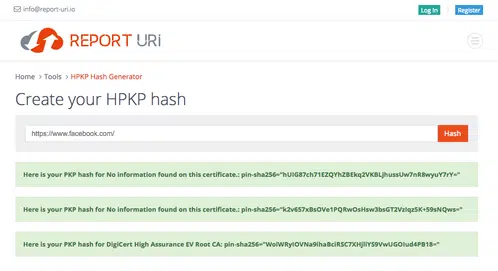 info@report-uri.io
Log In
Register
REPORT URi
Home > Tools > HPKP Hash Generator
Create your HPKP hash
https://www.facebook.com/
Hash
Here is your PKP hash for No information found on this certificate.: pin-sha256="hUIG87ch71EZQYhZBEkq2VKBLjhussUw7nR8wyuY7rY="
Here is your PKP hash for No information found on this certificate.: pin-sha256="k2v657xBsOVe1PQRwOsHsw3bsGT2VzIqz5K+59sNQws="
Here is your PKP hash for DigiCert High Assurance EV Root CA: pin-sha256="WoiWRyIOVNa9ihaBciRSC7XHjliYS9VwUGOIud4PB18="